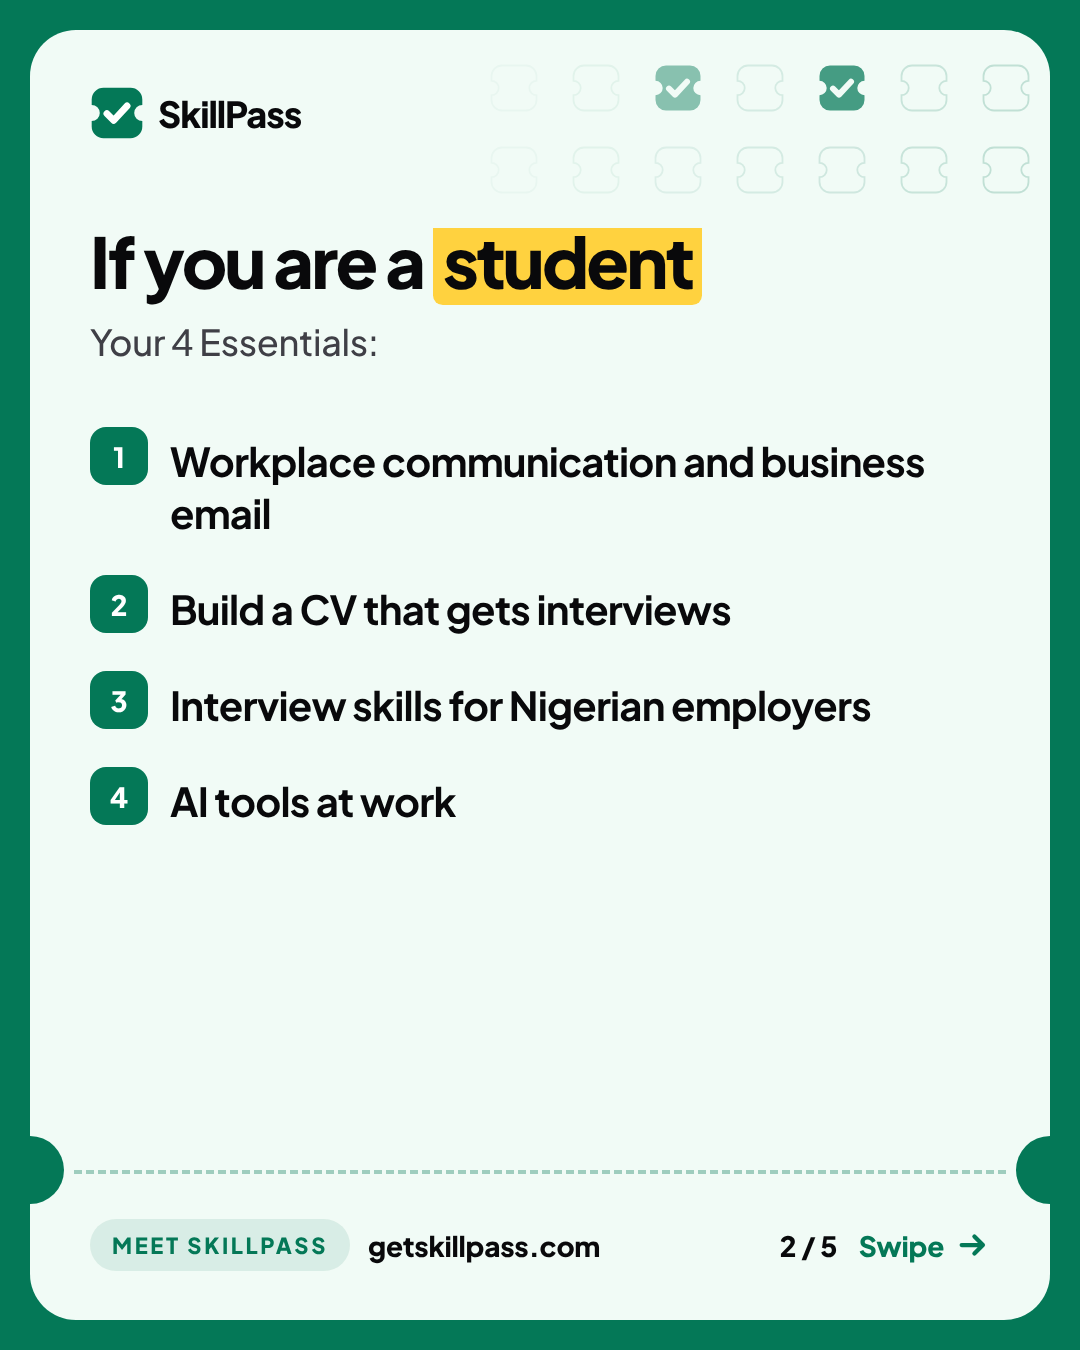 SkillPass
If you are a student
Your 4 Essentials:
1 Workplace communication and business
email
2 Build a CV that gets interviews
3 Interview skills for Nigerian employers
4 AI tools at work
MEET SKILLPASS getskillpass.com 2 / 5 Swipe →